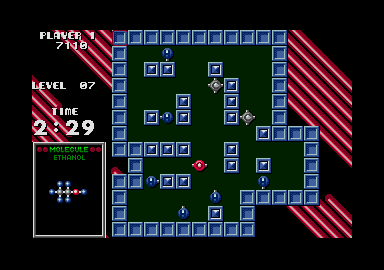 PLAYER 1
7110
LEVEL 07
TIME
2:29
MOLECULE
ETHANOL